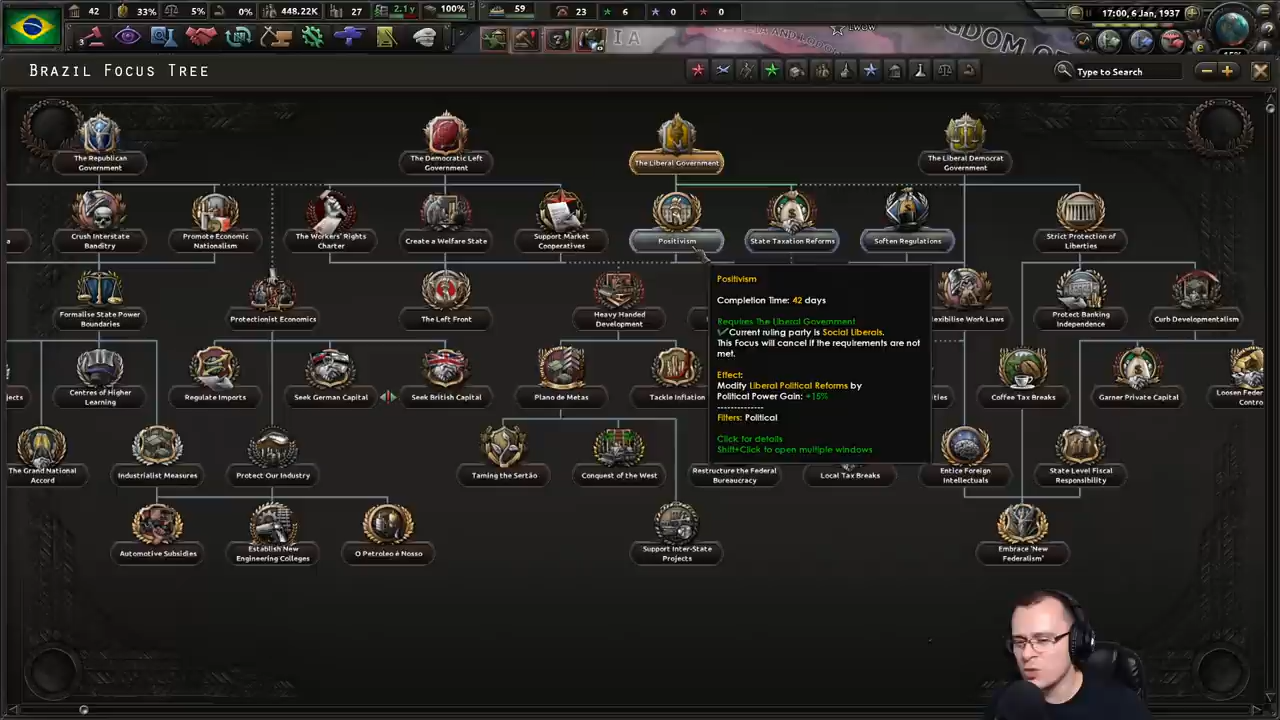 42
33%
5%
0%
448.22K
27
2.1y
100%
59
23
6
0
0
17:00, 6 Jan, 1937
3
IA
KINGDOM OF
Brazil Focus Tree
Type to Search
The Republican
Government
The Democratic Left
Government
The Liberal Government
The Liberal Democrat
Government
Crush Interstate
Banditry
Promote Economic
Nationalism
The Workers' Rights
Charter
Create a Welfare State
Support Market
Cooperatives
Positivism
State Taxation Reforms
Soften Regulations
Strict Protection of
Liberties
Formalise State Power
Boundaries
Protectionist Economics
The Left Front
Heavy Handed
Development
Protect Banking
Independence
Curb Developmentalism
Positivism
Completion Time: 42 days
Requires The Liberal Government
Current ruling party is Social Liberals.
This Focus will cancel if the requirements are not
met.
Effect:
Modify Liberal Political Reforms by
Political Power Gain: +15%
--------------
Filters: Political
Click for details
Shift+Click to open multiple windows
Centres of Higher
Learning
Regulate Imports
Seek German Capital
Seek British Capital
Plano de Metas
Tackle Inflation
Coffee Tax Breaks
Garner Private Capital
The Grand National
Accord
Industrialist Measures
Protect Our Industry
Taming the Sertão
Conquest of the West
Restructure the Federal
Bureaucracy
Local Tax Breaks
Entice Foreign
Intellectuals
State Level Fiscal
Responsibility
Automotive Subsidies
Establish New
Engineering Colleges
O Petroleo é Nosso
Support Inter-State
Projects
Embrace 'New
Federalism'